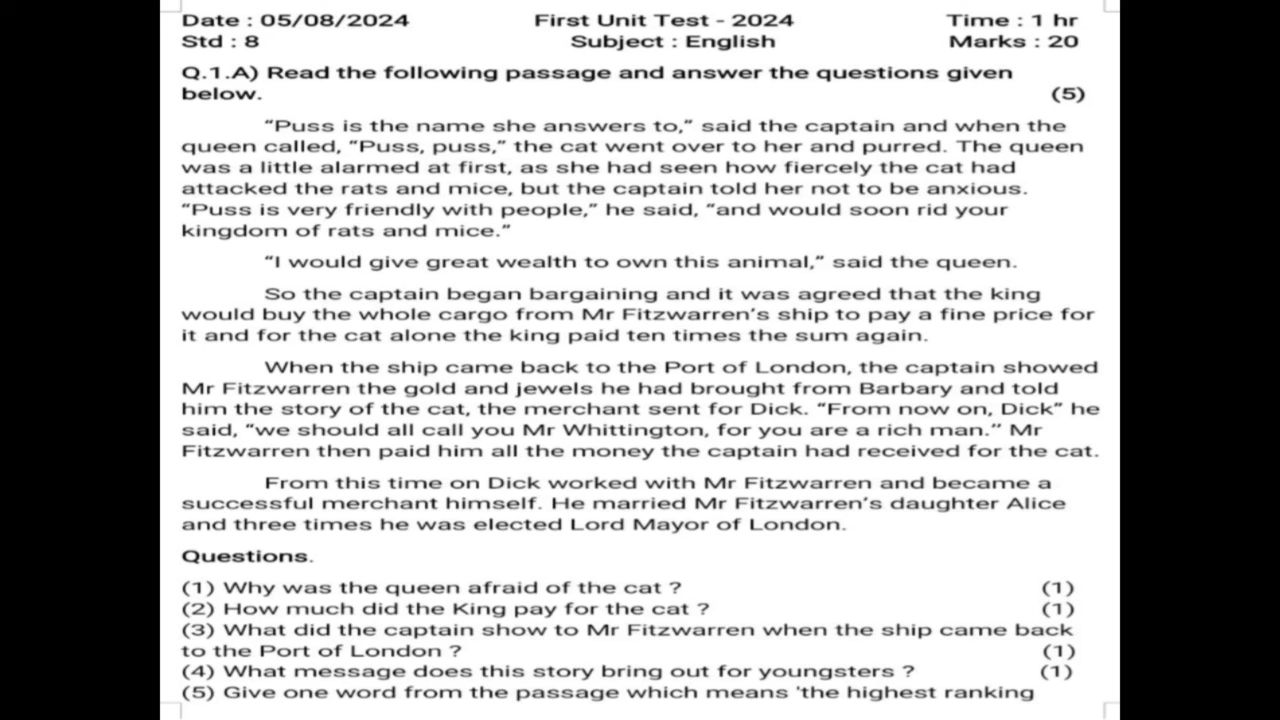 Date : 05/08/2024 First Unit Test - 2024 Time : 1 hr
Std : 8 Subject : English Marks : 20
Q.1.A) Read the following passage and answer the questions given
below. (5)
“Puss is the name she answers to,” said the captain and when the
queen called, “Puss, puss,” the cat went over to her and purred. The queen
was a little alarmed at first, as she had seen how fiercely the cat had
attacked the rats and mice, but the captain told her not to be anxious.
“Puss is very friendly with people,” he said, “and would soon rid your
kingdom of rats and mice.”
“I would give great wealth to own this animal,” said the queen.
So the captain began bargaining and it was agreed that the king
would buy the whole cargo from Mr Fitzwarren’s ship to pay a fine price for
it and for the cat alone the king paid ten times the sum again.
When the ship came back to the Port of London, the captain showed
Mr Fitzwarren the gold and jewels he had brought from Barbary and told
him the story of the cat, the merchant sent for Dick. “From now on, Dick” he
said, “we should all call you Mr Whittington, for you are a rich man.” Mr
Fitzwarren then paid him all the money the captain had received for the cat.
From this time on Dick worked with Mr Fitzwarren and became a
successful merchant himself. He married Mr Fitzwarren’s daughter Alice
and three times he was elected Lord Mayor of London.
Questions.
(1) Why was the queen afraid of the cat ? (1)
(2) How much did the King pay for the cat ? (1)
(3) What did the captain show to Mr Fitzwarren when the ship came back
to the Port of London ? (1)
(4) What message does this story bring out for youngsters ? (1)
(5) Give one word from the passage which means 'the highest ranking